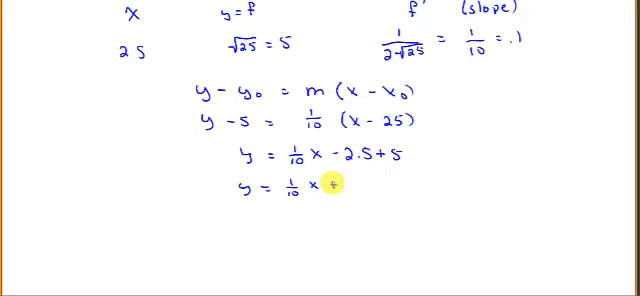 x y = f f' (slope)
25 √25 = 5 1/(2√25) = 1/10 = .1
y - y₀ = m (x - x₀)
y - 5 = 1/10 (x - 25)
y = 1/10 x - 2.5 + 5
y = 1/10 x +